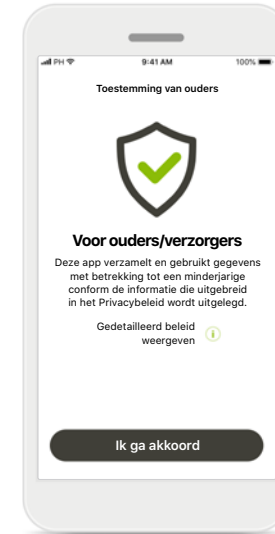 PH 9:41 AM 100%
Toestemming van ouders
Voor ouders/verzorgers
Deze app verzamelt en gebruikt gegevens
met betrekking tot een minderjarige
conform de informatie die uitgebreid
in het Privacybeleid wordt uitgelegd.
Gedetailleerd beleid
weergeven
Ik ga akkoord